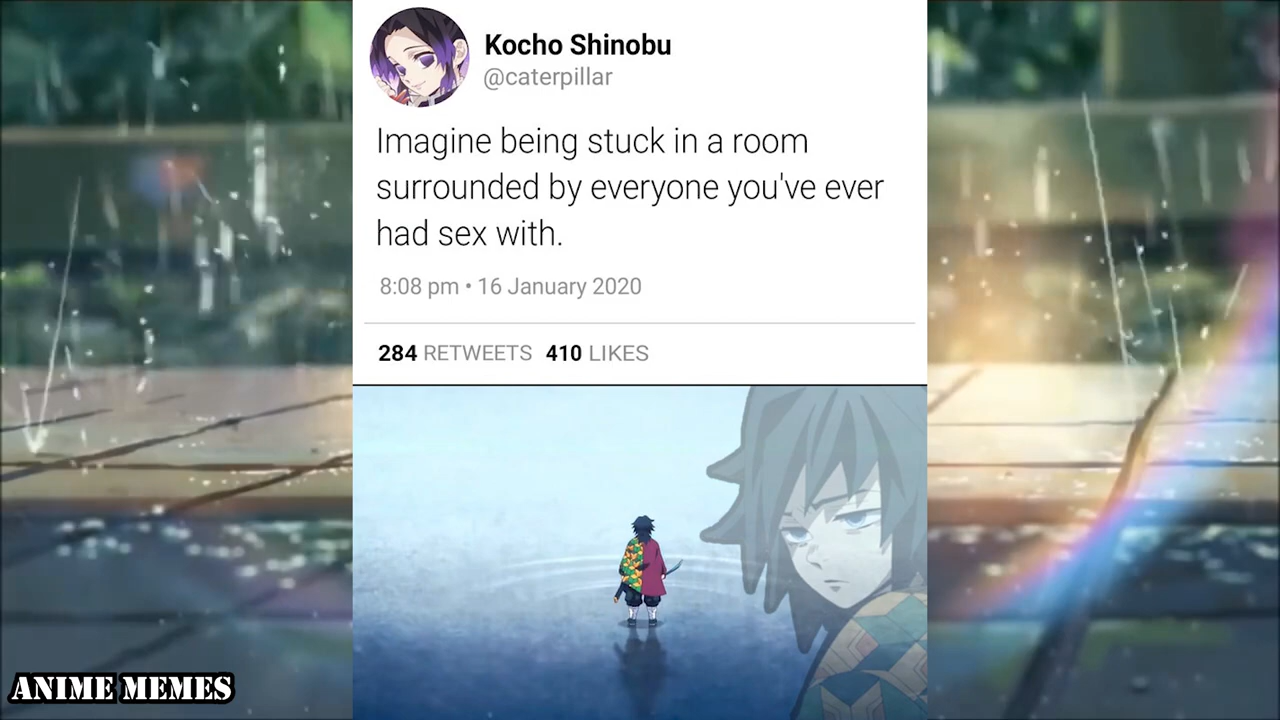 Kocho Shinobu
@caterpillar
Imagine being stuck in a room
surrounded by everyone you've ever
had sex with.
8:08 pm • 16 January 2020
284 RETWEETS 410 LIKES
ANIME MEMES